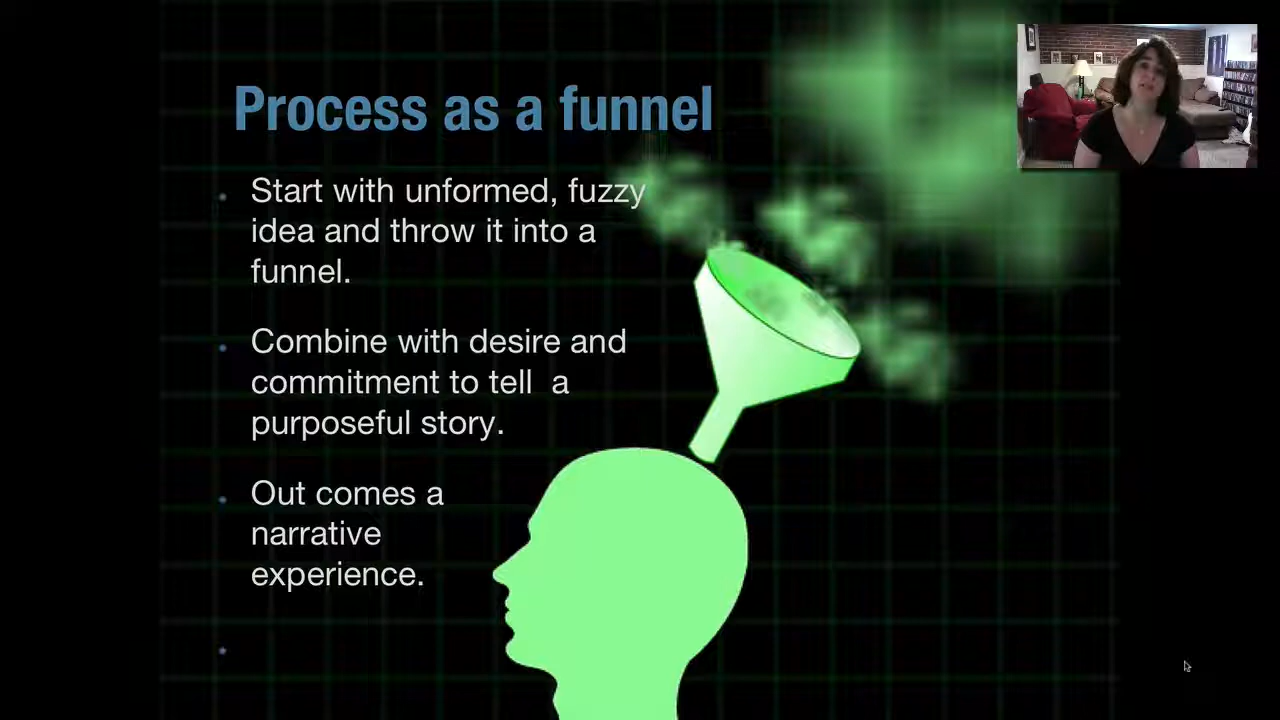 Process as a funnel
Start with unformed, fuzzy
idea and throw it into a
funnel.
Combine with desire and
commitment to tell  a
purposeful story.
Out comes a
narrative
experience.